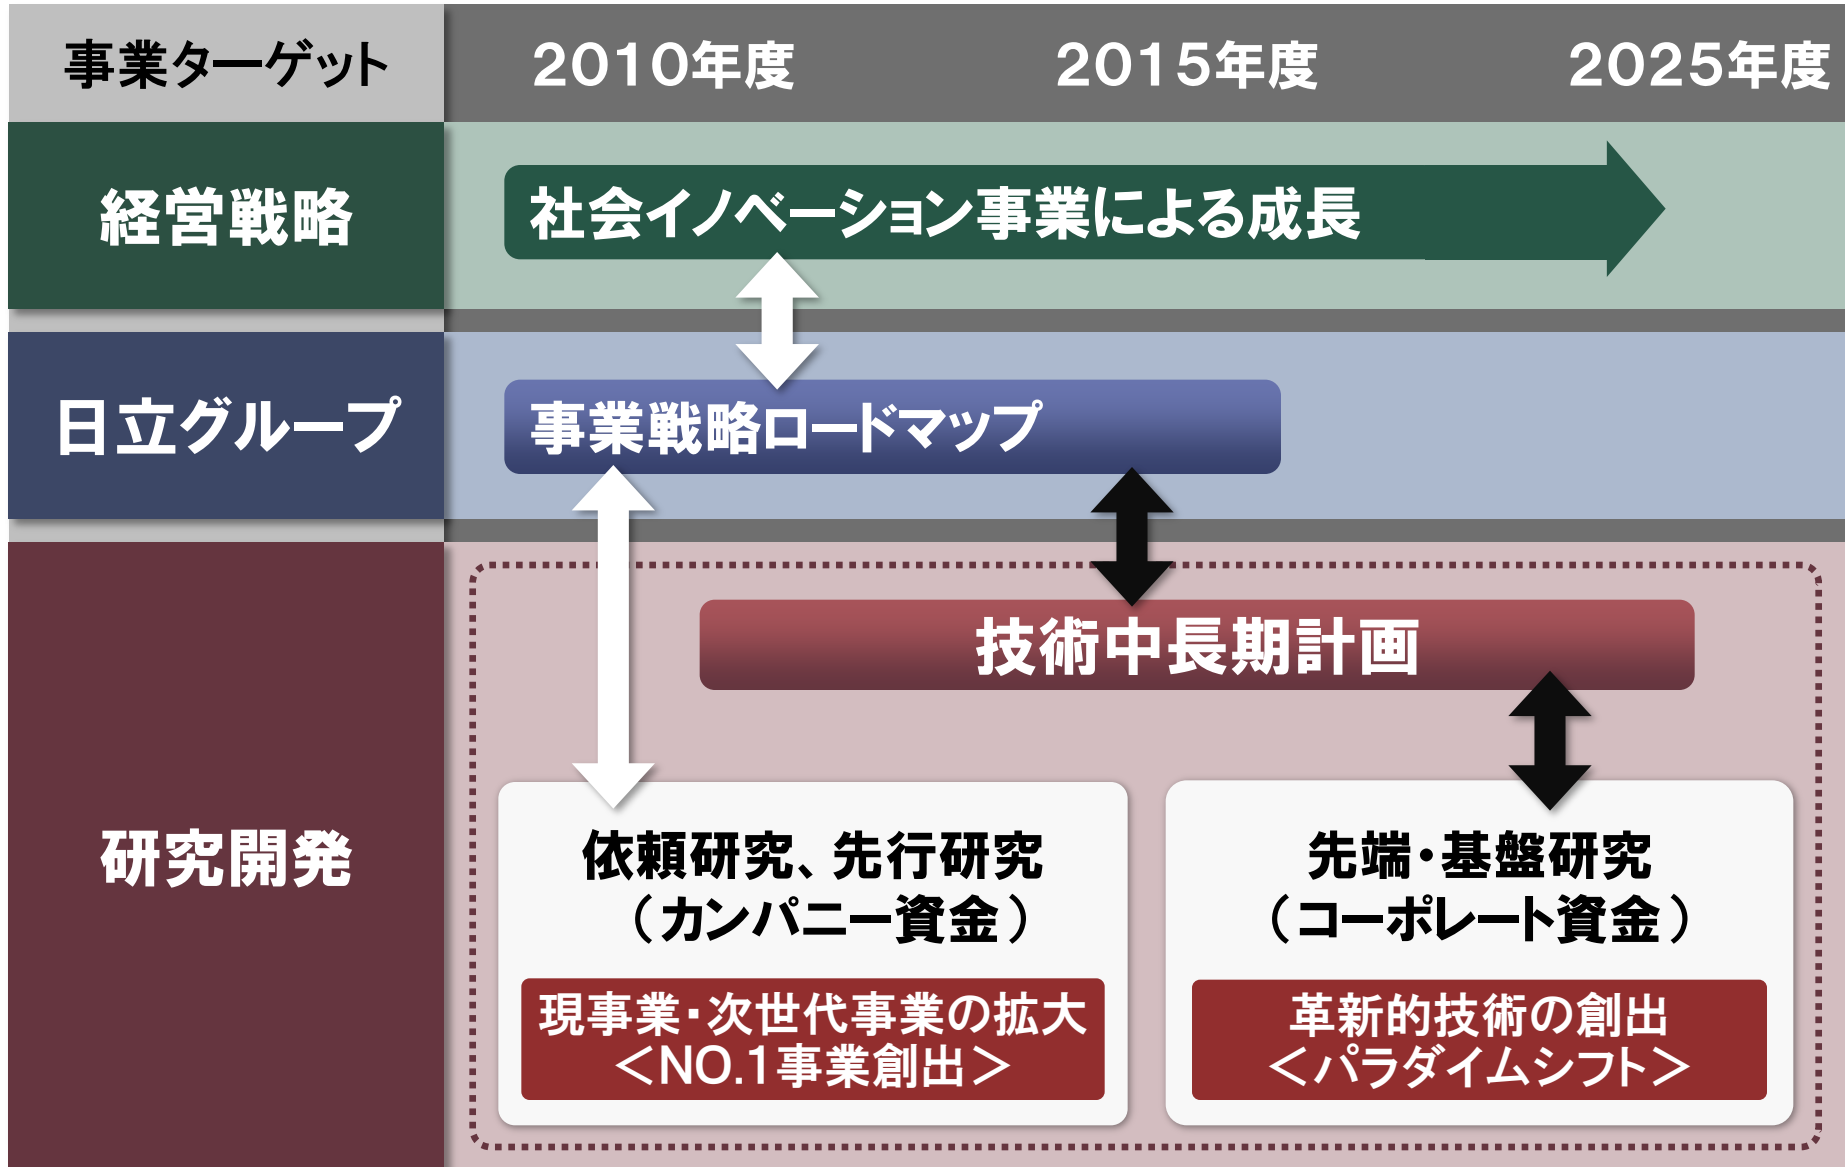 事業ターゲット
2010年度
2015年度
2025年度
経営戦略
社会イノベーション事業による成長
日立グループ
事業戦略ロードマップ
研究開発
技術中長期計画
依頼研究、先行研究
(カンパニー資金)
現事業・次世代事業の拡大
<NO.1事業創出>
先端・基盤研究
(コーポレート資金)
革新的技術の創出
<パラダイムシフト>